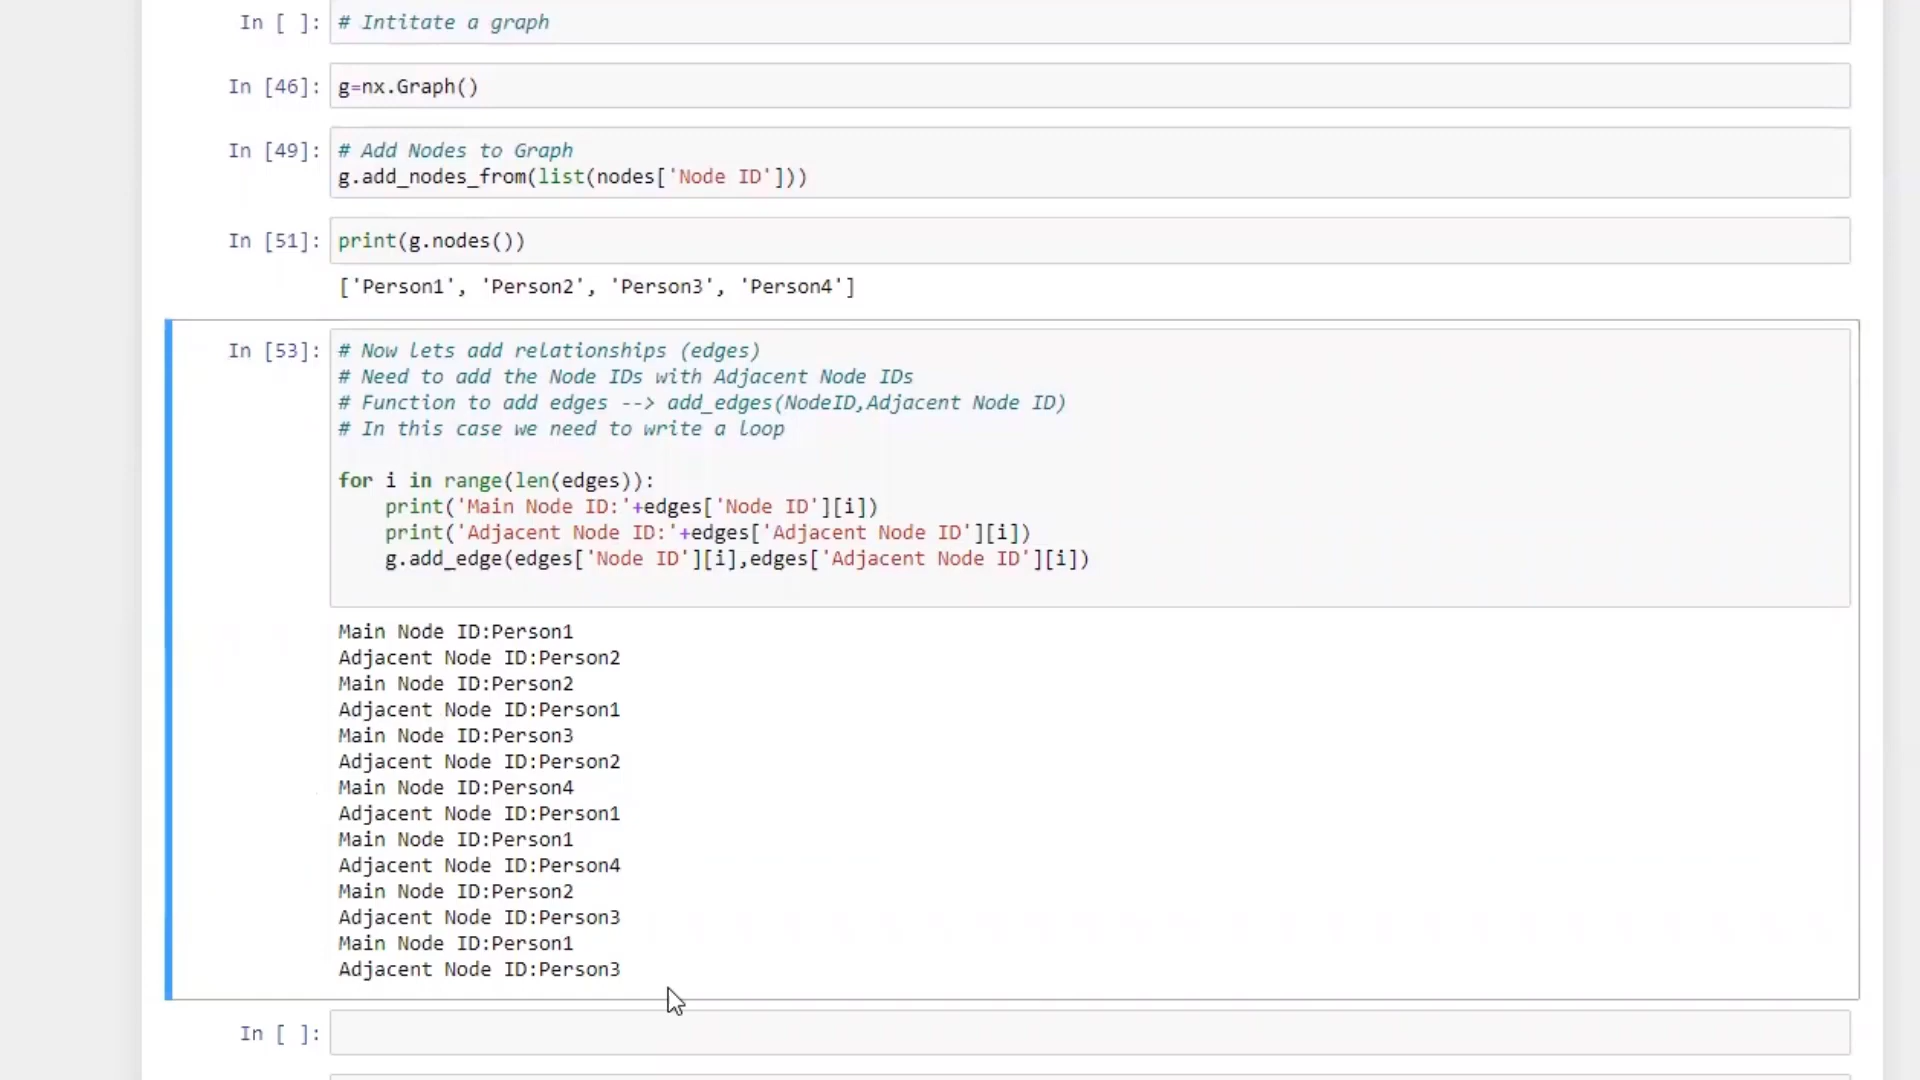 In [ ]: # Intitate a graph
In [46]: g=nx.Graph()
In [49]: # Add Nodes to Graph
g.add_nodes_from(list(nodes['Node ID']))
In [51]: print(g.nodes())
['Person1', 'Person2', 'Person3', 'Person4']
In [53]: # Now lets add relationships (edges)
# Need to add the Node IDs with Adjacent Node IDs
# Function to add edges --> add_edges(NodeID,Adjacent Node ID)
# In this case we need to write a loop
for i in range(len(edges)):
    print('Main Node ID:'+edges['Node ID'][i])
    print('Adjacent Node ID:'+edges['Adjacent Node ID'][i])
    g.add_edge(edges['Node ID'][i],edges['Adjacent Node ID'][i])
Main Node ID:Person1
Adjacent Node ID:Person2
Main Node ID:Person2
Adjacent Node ID:Person1
Main Node ID:Person3
Adjacent Node ID:Person2
Main Node ID:Person4
Adjacent Node ID:Person1
Main Node ID:Person1
Adjacent Node ID:Person4
Main Node ID:Person2
Adjacent Node ID:Person3
Main Node ID:Person1
Adjacent Node ID:Person3
In [ ]: